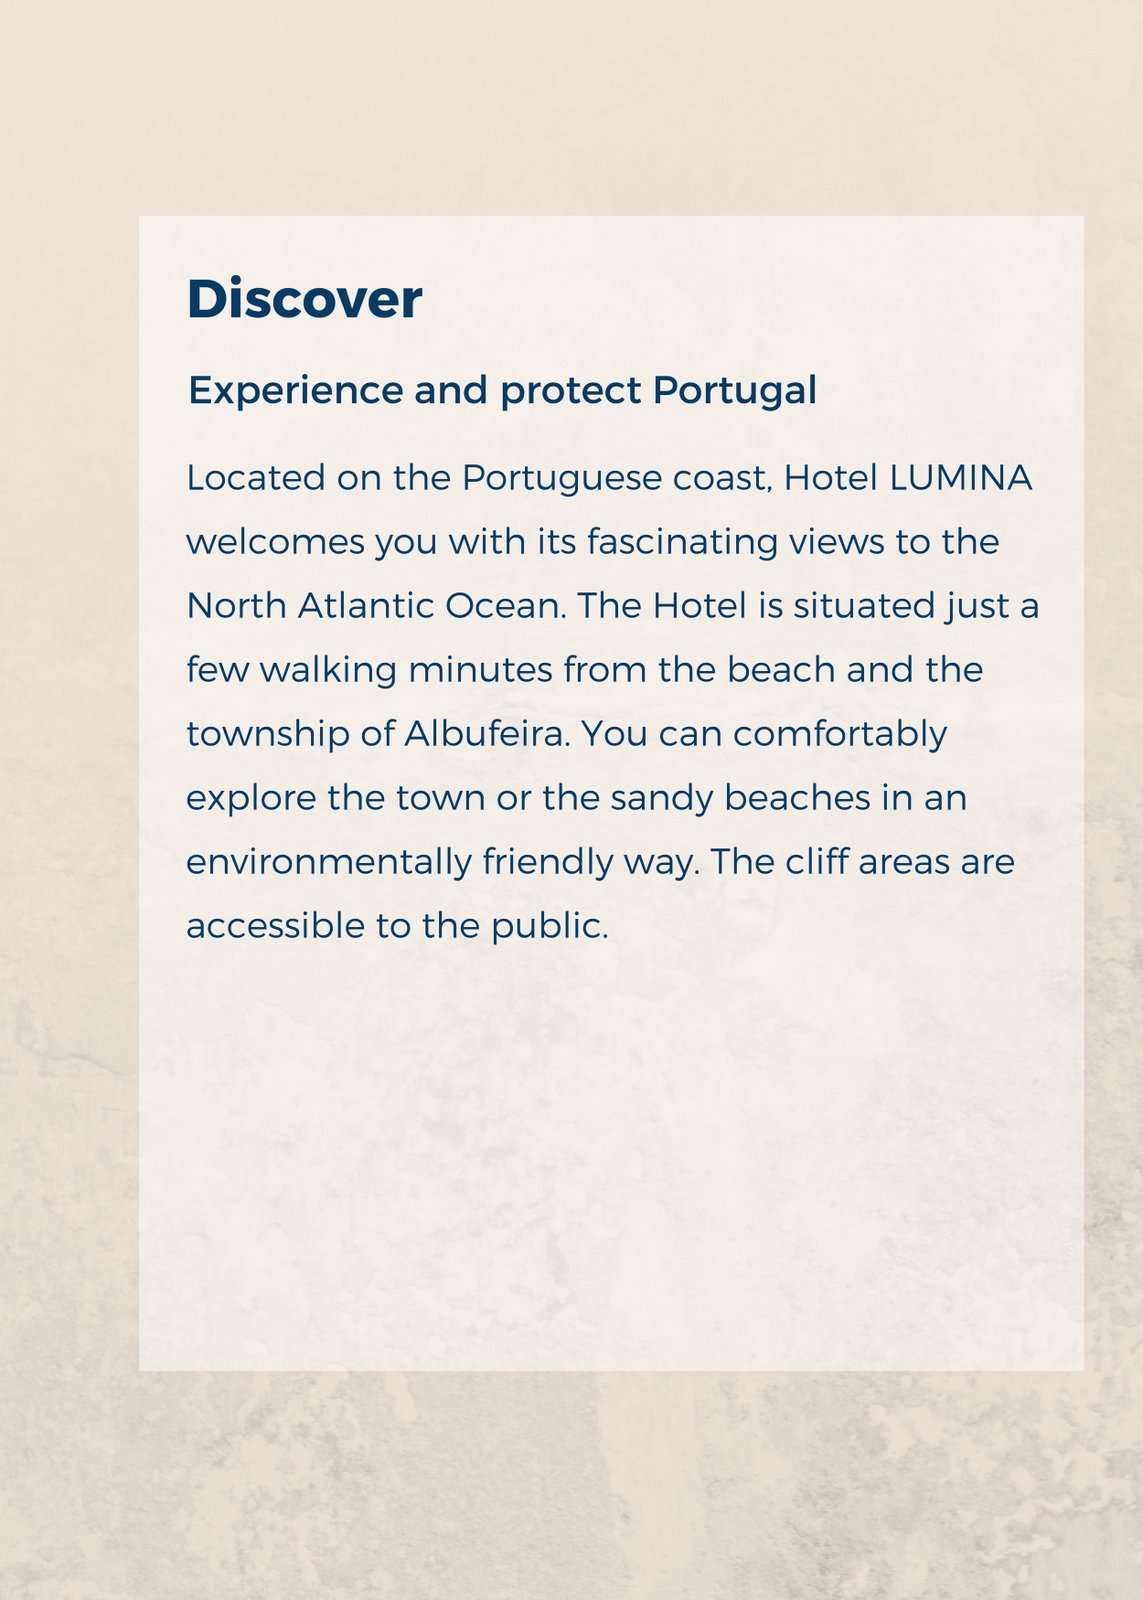 Discover
Experience and protect Portugal
Located on the Portuguese coast, Hotel LUMINA
welcomes you with its fascinating views to the
North Atlantic Ocean. The Hotel is situated just a
few walking minutes from the beach and the
township of Albufeira. You can comfortably
explore the town or the sandy beaches in an
environmentally friendly way. The cliff areas are
accessible to the public.